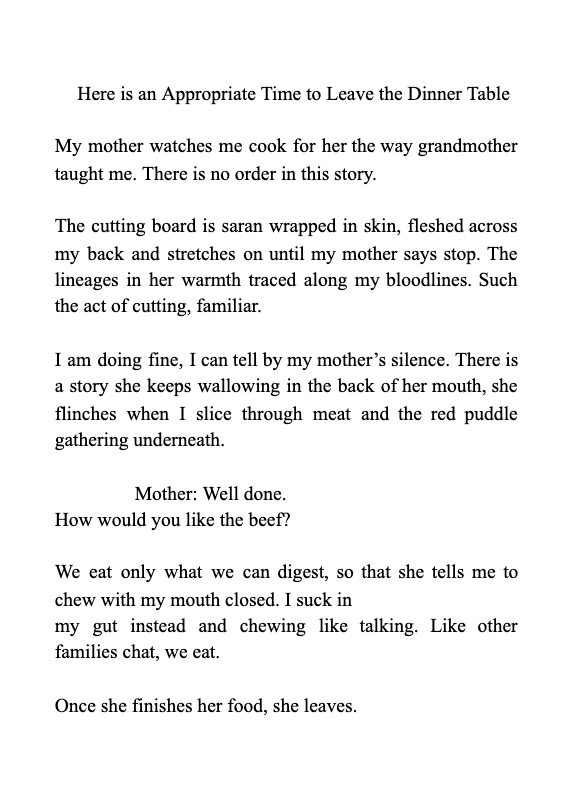 Here is an Appropriate Time to Leave the Dinner Table
My mother watches me cook for her the way grandmother
taught me. There is no order in this story.
The cutting board is saran wrapped in skin, fleshed across
my back and stretches on until my mother says stop. The
lineages in her warmth traced along my bloodlines. Such
the act of cutting, familiar.
I am doing fine, I can tell by my mother’s silence. There is
a story she keeps wallowing in the back of her mouth, she
flinches when I slice through meat and the red puddle
gathering underneath.
Mother: Well done.
How would you like the beef?
We eat only what we can digest, so that she tells me to
chew with my mouth closed. I suck in
my gut instead and chewing like talking. Like other
families chat, we eat.
Once she finishes her food, she leaves.